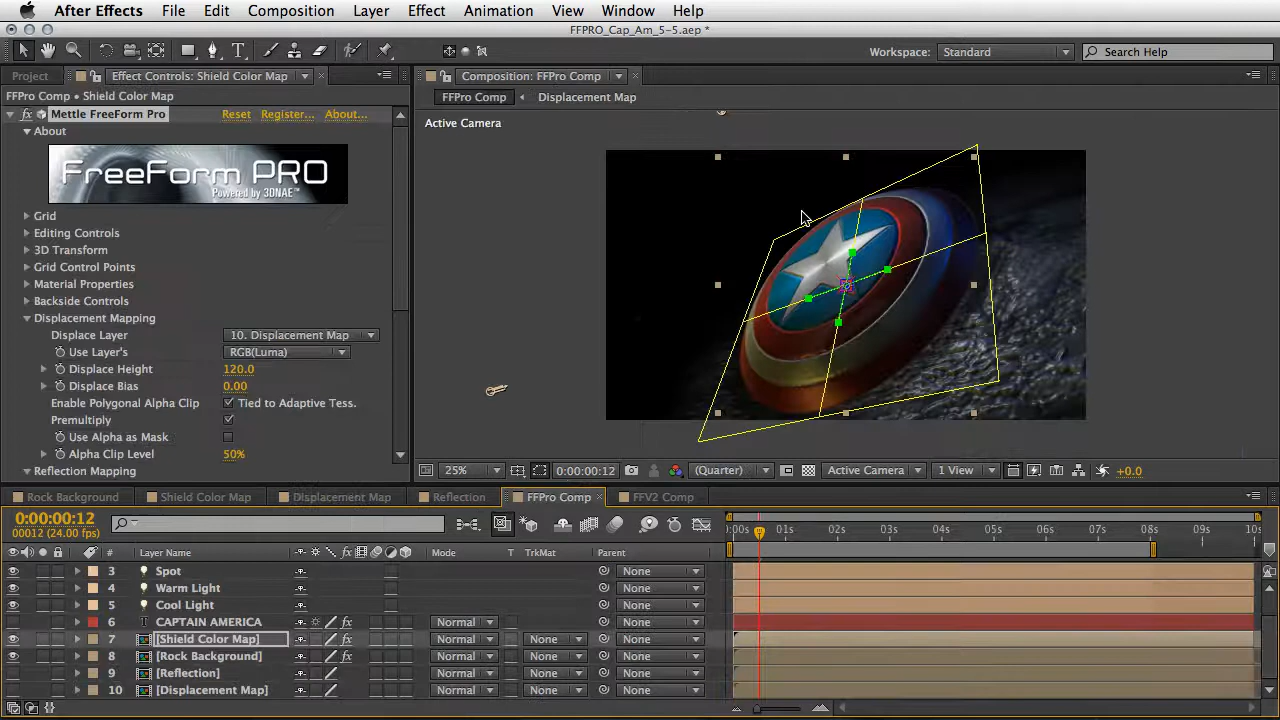 After Effects File Edit Composition Layer Effect Animation View Window Help
FFPRO_Cap_Am_5-5.aep *
Workspace: Standard Search Help
Project Effect Controls: Shield Color Map Composition: FFPro Comp
FFPro Comp • Shield Color Map FFPro Comp Displacement Map
fx Mettle FreeForm Pro Reset Register... About...
Active Camera
About
FreeForm PRO
Powered by 3DNAE™
Grid
Editing Controls
3D Transform
Grid Control Points
Material Properties
Backside Controls
Displacement Mapping
Displace Layer 10. Displacement Map
Use Layer's RGB(Luma)
Displace Height 120.0
Displace Bias 0.00
Enable Polygonal Alpha Clip Tied to Adaptive Tess.
Premultiply
Use Alpha as Mask
Alpha Clip Level 50%
Reflection Mapping
25% 0:00:00:12 (Quarter) Active Camera 1 View +0.0
Rock Background Shield Color Map Displacement Map Reflection FFPro Comp FFV2 Comp
0:00:00:12
00012 (24.00 fps)
:00s 01s 02s 03s 04s 05s 06s 07s 08s 09s 10s
# Layer Name fx Mode T TrkMat Parent
3 Spot None
4 Warm Light None
5 Cool Light None
6 T CAPTAIN AMERICA fx Normal None
7 [Shield Color Map] fx Normal None None
8 [Rock Background] fx Normal None None
9 [Reflection] Normal None None
10 [Displacement Map] Normal None None